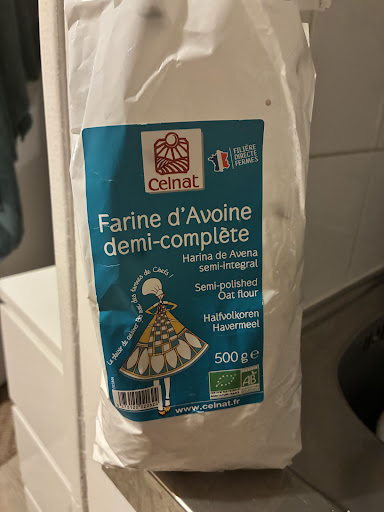 celnat
FILIÈRE
DIRECTE
FERMES
Farine d'Avoine
demi-complète
Harina de Avena
semi-integral
Semi-polished
Oat flour
Halfvolkoren
Havermeel
500 g e
AB
www.celnat.fr